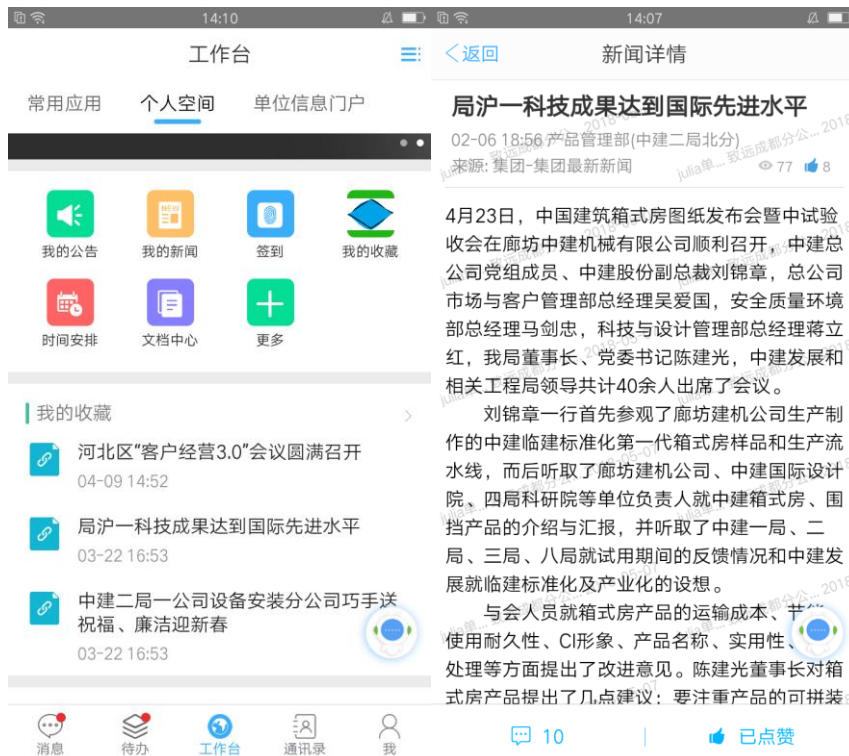 14:10
工作台
常用应用 个人空间 单位信息门户
NEW
我的公告 我的新闻 签到 我的收藏
时间安排 文档中心 更多
我的收藏
河北区“客户经营3.0”会议圆满召开
04-09 14:52
局沪一科技成果达到国际先进水平
03-22 16:53
中建二局一公司设备安装分公司巧手送
祝福、廉洁迎新春
03-22 16:53
消息 待办 工作台 通讯录 我
14:07
返回 新闻详情
局沪一科技成果达到国际先进水平
02-06 18:56 产品管理部(中建二局北分)
来源: 集团-集团最新新闻 77 8
4月23日，中国建筑箱式房图纸发布会暨中试验
收会在廊坊中建机械有限公司顺利召开，中建总
公司党组成员、中建股份副总裁刘锦章，总公司
市场与客户管理部总经理吴爱国，安全质量环境
部总经理马剑忠，科技与设计管理部总经理蒋立
红，我局董事长、党委书记陈建光，中建发展和
相关工程局领导共计40余人出席了会议。
刘锦章一行首先参观了廊坊建机公司生产制
作的中建临建标准化第一代箱式房样品和生产流
水线，而后听取了廊坊建机公司、中建国际设计
院、四局科研院等单位负责人就中建箱式房、围
挡产品的介绍与汇报，并听取了中建一局、二
局、三局、八局就试用期间的反馈情况和中建发
展就临建标准化及产业化的设想。
与会人员就箱式房产品的运输成本、节
使用耐久性、CI形象、产品名称、实用性、
处理等方面提出了改进意见。陈建光董事长对箱
式房产品提出了几点建议：要注重产品的可拼装
10 已点赞